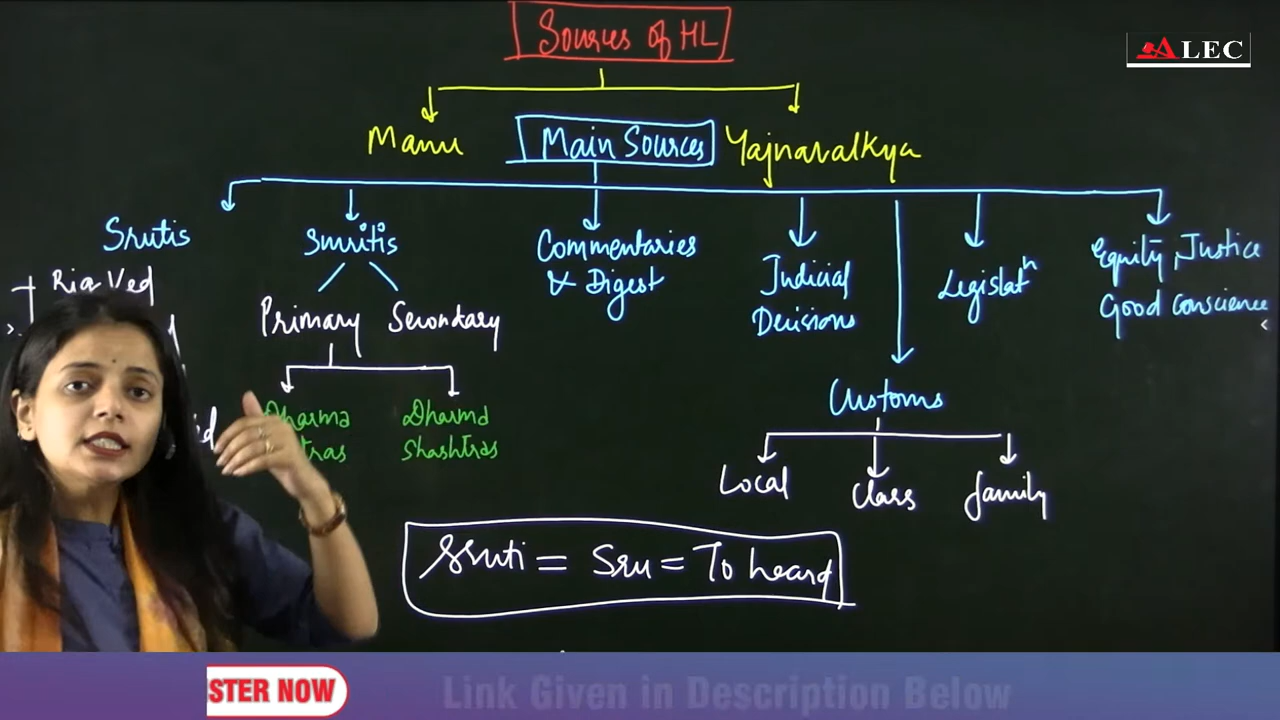 Sources of HL
ALEC
Manu
Main Sources
Yajnavalkya
Srutis
Smritis
Commentaries
& Digest
Judicial
Decisions
Legislatn
Equity, Justice
Good conscience
Rig Ved
Primary
Secondary
Customs
Dharma
Dharma
Shashtras
Local
Class
family
Sruti = Sru = To heard
STER NOW
Link Given in Description Below